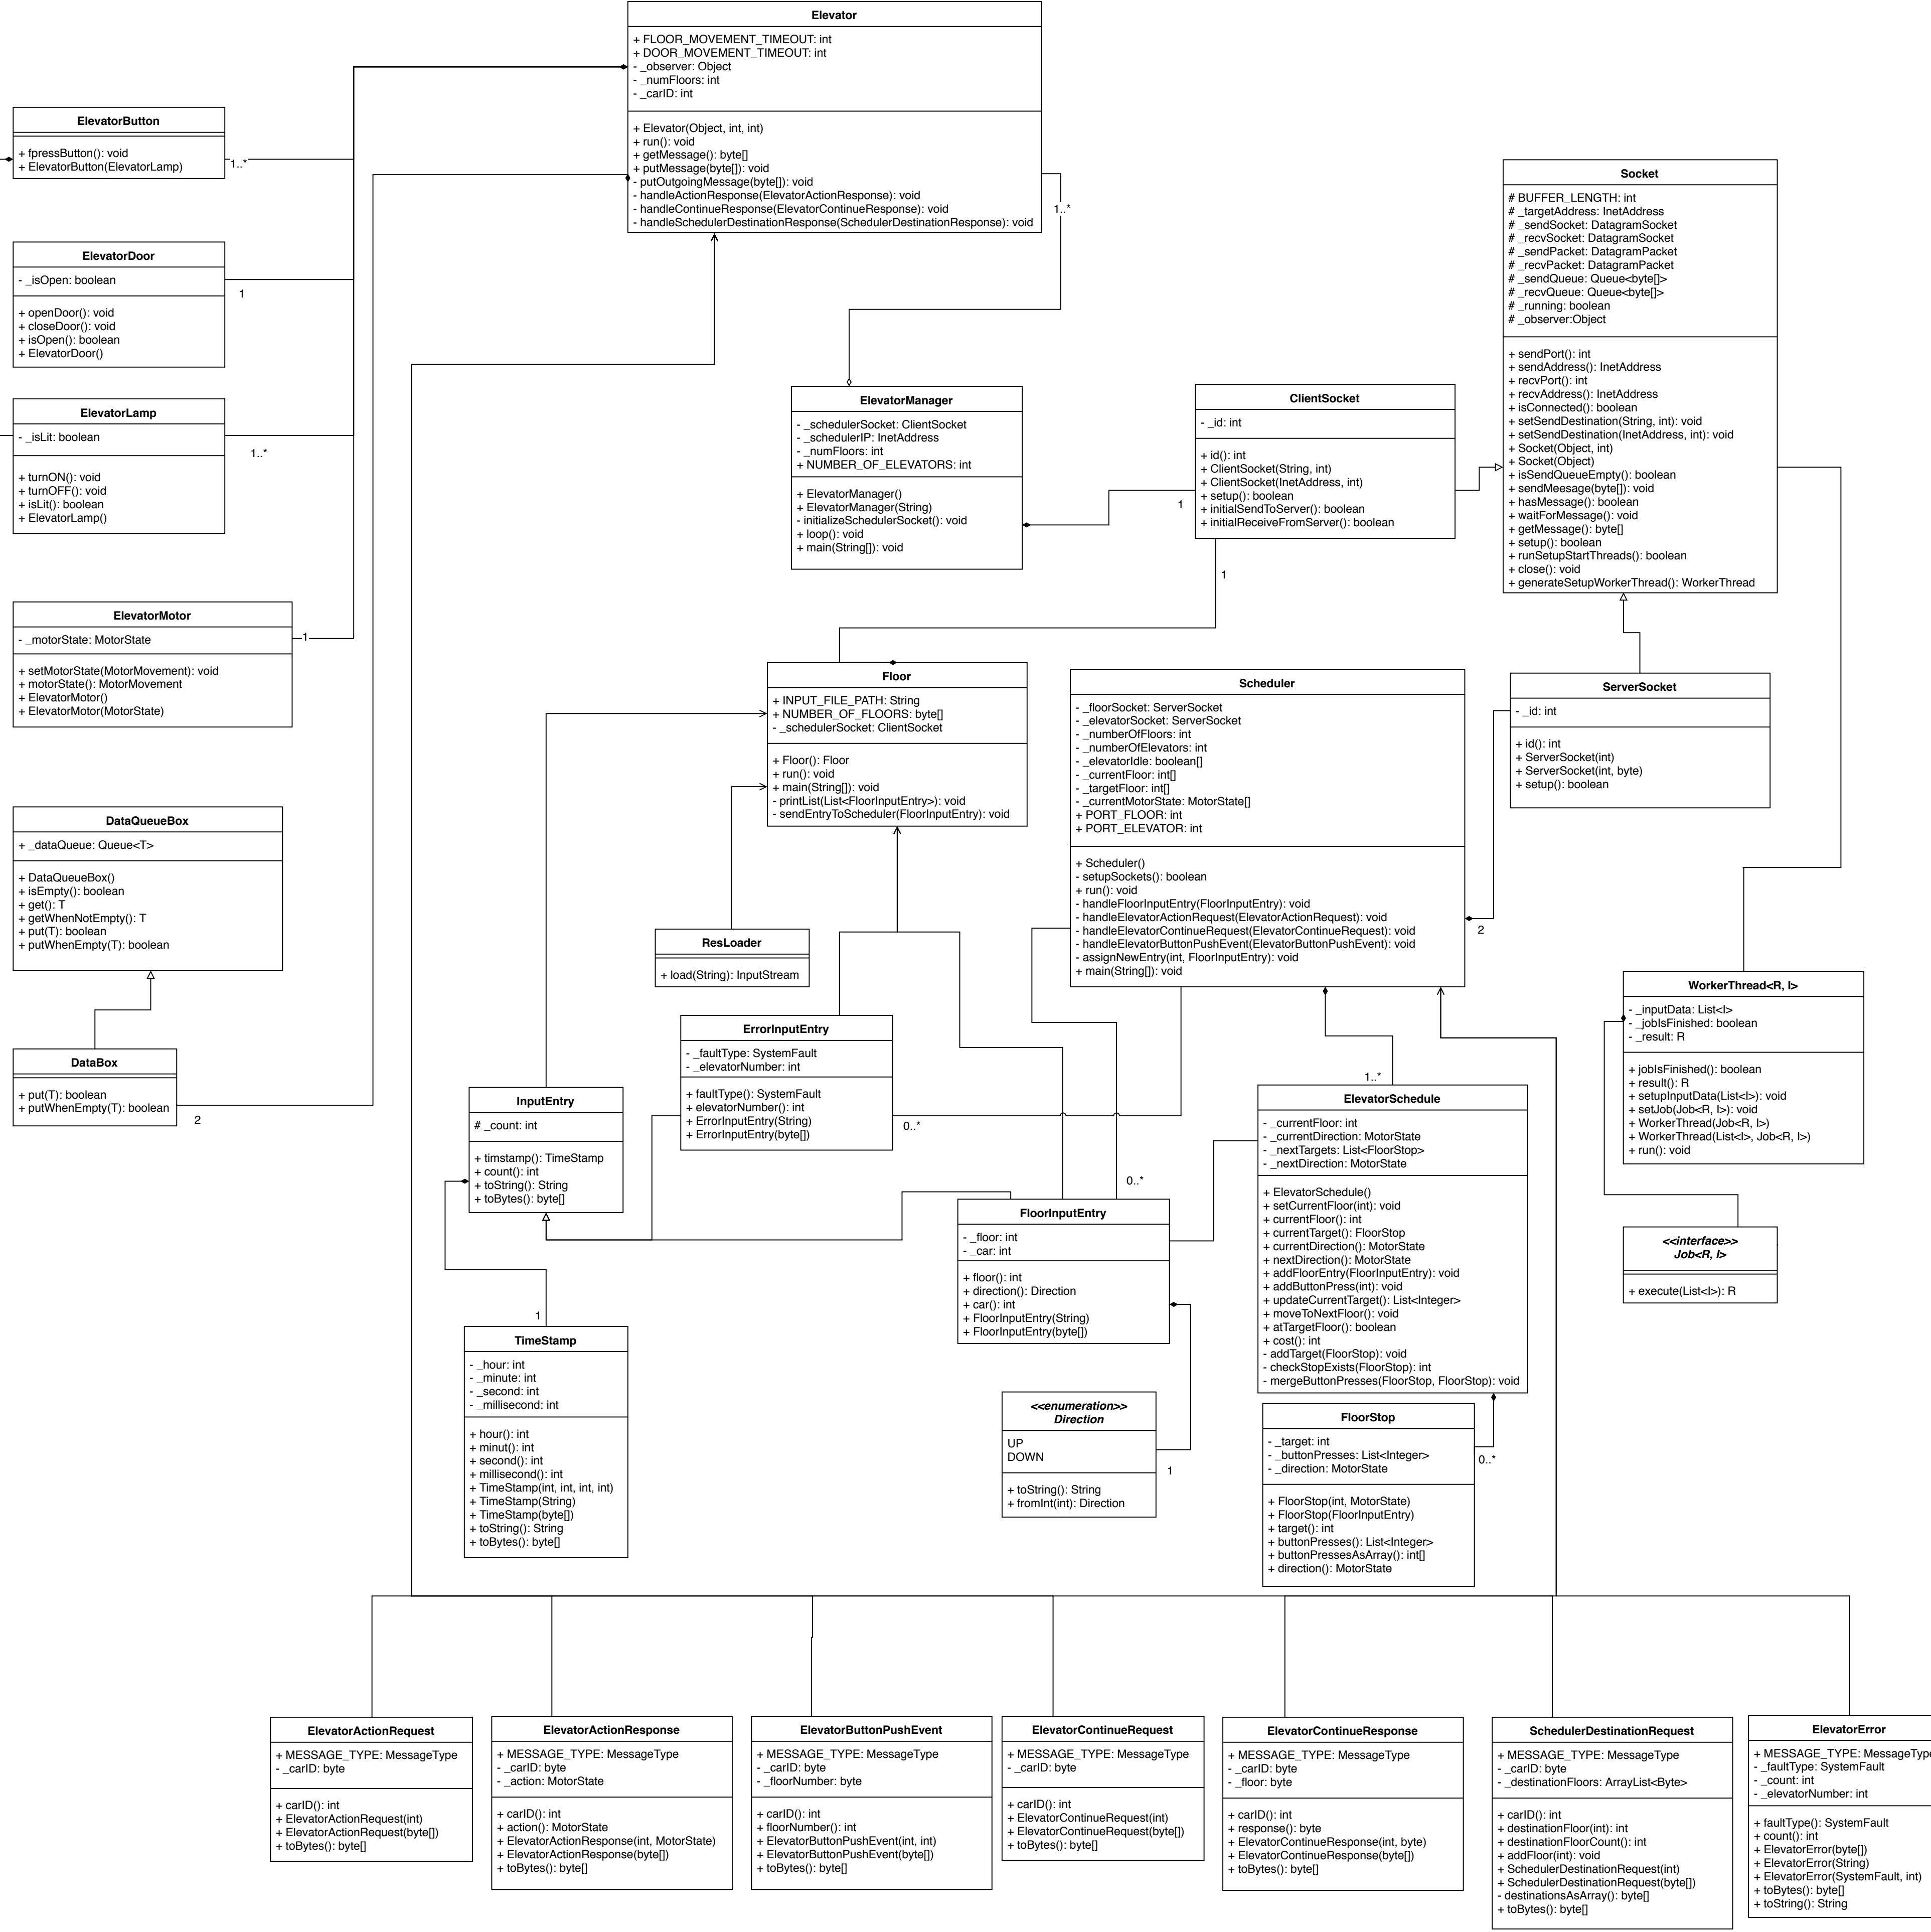 Elevator
+ FLOOR_MOVEMENT_TIMEOUT: int
+ DOOR_MOVEMENT_TIMEOUT: int
- _observer: Object
- _numFloors: int
- _carID: int
+ Elevator(Object, int, int)
+ run(): void
+ getMessage(): byte[]
+ putMessage(byte[]): void
- putOutgoingMessage(byte[]): void
- handleActionResponse(ElevatorActionResponse): void
- handleContinueResponse(ElevatorContinueResponse): void
- handleSchedulerDestinationResponse(SchedulerDestinationResponse): void
1..*
ElevatorButton
+ fpressButton(): void
+ ElevatorButton(ElevatorLamp)
1..*
ElevatorDoor
- _isOpen: boolean
+ openDoor(): void
+ closeDoor(): void
+ isOpen(): boolean
+ ElevatorDoor()
1
ElevatorLamp
- _isLit: boolean
+ turnON(): void
+ turnOFF(): void
+ isLit(): boolean
+ ElevatorLamp()
1..*
ElevatorMotor
- _motorState: MotorState
+ setMotorState(MotorMovement): void
+ motorState(): MotorMovement
+ ElevatorMotor()
+ ElevatorMotor(MotorState)
1
DataQueueBox
+ _dataQueue: Queue<T>
+ DataQueueBox()
+ isEmpty(): boolean
+ get(): T
+ getWhenNotEmpty(): T
+ put(T): boolean
+ putWhenEmpty(T): boolean
DataBox
+ put(T): boolean
+ putWhenEmpty(T): boolean
2
ElevatorManager
- _schedulerSocket: ClientSocket
- _schedulerIP: InetAddress
- _numFloors: int
+ NUMBER_OF_ELEVATORS: int
+ ElevatorManager()
+ ElevatorManager(String)
- initializeSchedulerSocket(): void
+ loop(): void
+ main(String[]): void
ClientSocket
- _id: int
+ id(): int
+ ClientSocket(String, int)
+ ClientSocket(InetAddress, int)
+ setup(): boolean
+ initialSendToServer(): boolean
+ initialReceiveFromServer(): boolean
1
1
Socket
# BUFFER_LENGTH: int
# _targetAddress: InetAddress
# _sendSocket: DatagramSocket
# _recvSocket: DatagramSocket
# _sendPacket: DatagramPacket
# _recvPacket: DatagramPacket
# _sendQueue: Queue<byte[]>
# _recvQueue: Queue<byte[]>
# _running: boolean
# _observer:Object
+ sendPort(): int
+ sendAddress(): InetAddress
+ recvPort(): int
+ recvAddress(): InetAddress
+ isConnected(): boolean
+ setSendDestination(String, int): void
+ setSendDestination(InetAddress, int): void
+ Socket(Object, int)
+ Socket(Object)
+ isSendQueueEmpty(): boolean
+ sendMeesage(byte[]): void
+ hasMessage(): boolean
+ waitForMessage(): void
+ getMessage(): byte[]
+ setup(): boolean
+ runSetupStartThreads(): boolean
+ close(): void
+ generateSetupWorkerThread(): WorkerThread
Floor
+ INPUT_FILE_PATH: String
+ NUMBER_OF_FLOORS: byte[]
- _schedulerSocket: ClientSocket
+ Floor(): Floor
+ run(): void
+ main(String[]): void
- printList(List<FloorInputEntry>): void
- sendEntryToScheduler(FloorInputEntry): void
Scheduler
- _floorSocket: ServerSocket
- _elevatorSocket: ServerSocket
- _numberOfFloors: int
- _numberOfElevators: int
- _elevatorIdle: boolean[]
- _currentFloor: int[]
- _targetFloor: int[]
- _currentMotorState: MotorState[]
+ PORT_FLOOR: int
+ PORT_ELEVATOR: int
+ Scheduler()
- setupSockets(): boolean
+ run(): void
- handleFloorInputEntry(FloorInputEntry): void
- handleElevatorActionRequest(ElevatorActionRequest): void
- handleElevatorContinueRequest(ElevatorContinueRequest): void
- handleElevatorButtonPushEvent(ElevatorButtonPushEvent): void
- assignNewEntry(int, FloorInputEntry): void
+ main(String[]): void
2
ServerSocket
- _id: int
+ id(): int
+ ServerSocket(int)
+ ServerSocket(int, byte)
+ setup(): boolean
ResLoader
+ load(String): InputStream
WorkerThread<R, I>
- _inputData: List<I>
- _jobIsFinished: boolean
- _result: R
+ jobIsFinished(): boolean
+ result(): R
+ setupInputData(List<I>): void
+ setJob(Job<R, I>): void
+ WorkerThread(Job<R, I>)
+ WorkerThread(List<I>, Job<R, I>)
+ run(): void
<<interface>>
Job<R, I>
+ execute(List<I>): R
ErrorInputEntry
- _faultType: SystemFault
- _elevatorNumber: int
+ faultType(): SystemFault
+ elevatorNumber(): int
+ ErrorInputEntry(String)
+ ErrorInputEntry(byte[])
0..*
InputEntry
# _count: int
+ timstamp(): TimeStamp
+ count(): int
+ toString(): String
+ toBytes(): byte[]
1
TimeStamp
- _hour: int
- _minute: int
- _second: int
- _millisecond: int
+ hour(): int
+ minut(): int
+ second(): int
+ millisecond(): int
+ TimeStamp(int, int, int, int)
+ TimeStamp(String)
+ TimeStamp(byte[])
+ toString(): String
+ toBytes(): byte[]
0..*
FloorInputEntry
- _floor: int
- _car: int
+ floor(): int
+ direction(): Direction
+ car(): int
+ FloorInputEntry(String)
+ FloorInputEntry(byte[])
<<enumeration>>
Direction
UP
DOWN
+ toString(): String
+ fromInt(int): Direction
1
1..*
ElevatorSchedule
- _currentFloor: int
- _currentDirection: MotorState
- _nextTargets: List<FloorStop>
- _nextDirection: MotorState
+ ElevatorSchedule()
+ setCurrentFloor(int): void
+ currentFloor(): int
+ currentTarget(): FloorStop
+ currentDirection(): MotorState
+ nextDirection(): MotorState
+ addFloorEntry(FloorInputEntry): void
+ addButtonPress(int): void
+ updateCurrentTarget(): List<Integer>
+ moveToNextFloor(): void
+ atTargetFloor(): boolean
+ cost(): int
- addTarget(FloorStop): void
- checkStopExists(FloorStop): int
- mergeButtonPresses(FloorStop, FloorStop): void
FloorStop
- _target: int
- _buttonPresses: List<Integer>
- _direction: MotorState
+ FloorStop(int, MotorState)
+ FloorStop(FloorInputEntry)
+ target(): int
+ buttonPresses(): List<Integer>
+ buttonPressesAsArray(): int[]
+ direction(): MotorState
0..*
ElevatorActionRequest
+ MESSAGE_TYPE: MessageType
- _carID: byte
+ carID(): int
+ ElevatorActionRequest(int)
+ ElevatorActionRequest(byte[])
+ toBytes(): byte[]
ElevatorActionResponse
+ MESSAGE_TYPE: MessageType
- _carID: byte
- _action: MotorState
+ carID(): int
+ action(): MotorState
+ ElevatorActionResponse(int, MotorState)
+ ElevatorActionResponse(byte[])
+ toBytes(): byte[]
ElevatorButtonPushEvent
+ MESSAGE_TYPE: MessageType
- _carID: byte
- _floorNumber: byte
+ carID(): int
+ floorNumber(): int
+ ElevatorButtonPushEvent(int, int)
+ ElevatorButtonPushEvent(byte[])
+ toBytes(): byte[]
ElevatorContinueRequest
+ MESSAGE_TYPE: MessageType
- _carID: byte
+ carID(): int
+ ElevatorContinueRequest(int)
+ ElevatorContinueRequest(byte[])
+ toBytes(): byte[]
ElevatorContinueResponse
+ MESSAGE_TYPE: MessageType
- _carID: byte
- _floor: byte
+ carID(): int
+ response(): byte
+ ElevatorContinueResponse(int, byte)
+ ElevatorContinueResponse(byte[])
+ toBytes(): byte[]
SchedulerDestinationRequest
+ MESSAGE_TYPE: MessageType
- _carID: byte
- _destinationFloors: ArrayList<Byte>
+ carID(): int
+ destinationFloor(int): int
+ destinationFloorCount(): int
+ addFloor(int): void
+ SchedulerDestinationRequest(int)
+ SchedulerDestinationRequest(byte[])
- destinationsAsArray(): byte[]
+ toBytes(): byte[]
ElevatorError
+ MESSAGE_TYPE: MessageType
- _faultType: SystemFault
- _count: int
- _elevatorNumber: int
+ faultType(): SystemFault
+ count(): int
+ ElevatorError(byte[])
+ ElevatorError(String)
+ ElevatorError(SystemFault, int)
+ toBytes(): byte[]
+ toString(): String